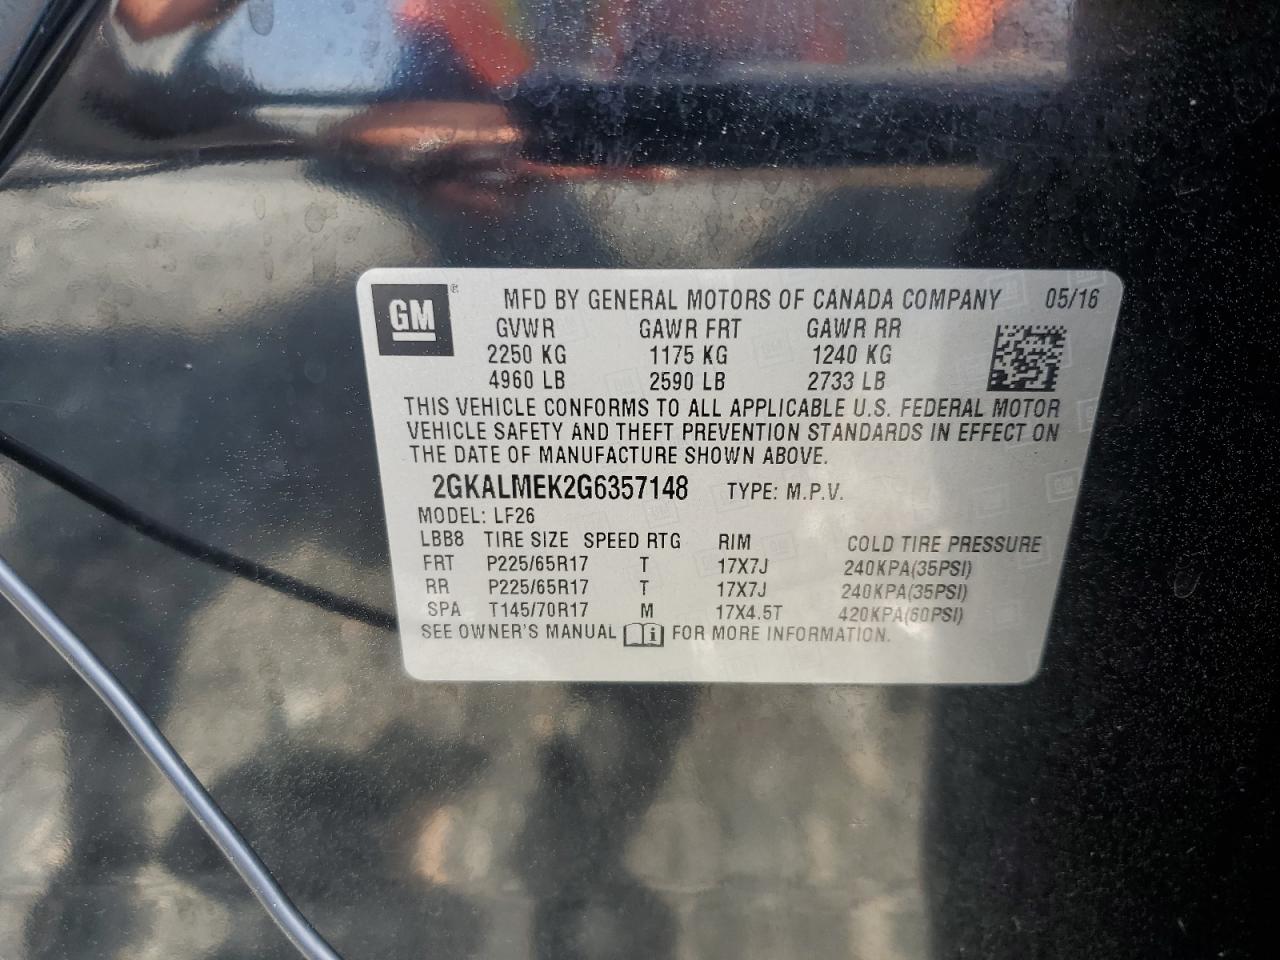 GM ®
MFD BY GENERAL MOTORS OF CANADA COMPANY 05/16
GVWR GAWR FRT GAWR RR
2250 KG 1175 KG 1240 KG
4960 LB 2590 LB 2733 LB
THIS VEHICLE CONFORMS TO ALL APPLICABLE U.S. FEDERAL MOTOR
VEHICLE SAFETY AND THEFT PREVENTION STANDARDS IN EFFECT ON
THE DATE OF MANUFACTURE SHOWN ABOVE.
2GKALMEK2G6357148 TYPE: M.P.V.
MODEL: LF26
LBB8 TIRE SIZE SPEED RTG RIM COLD TIRE PRESSURE
FRT P225/65R17 T 17X7J 240KPA(35PSI)
RR P225/65R17 T 17X7J 240KPA(35PSI)
SPA T145/70R17 M 17X4.5T 420KPA(60PSI)
SEE OWNER'S MANUAL i FOR MORE INFORMATION.